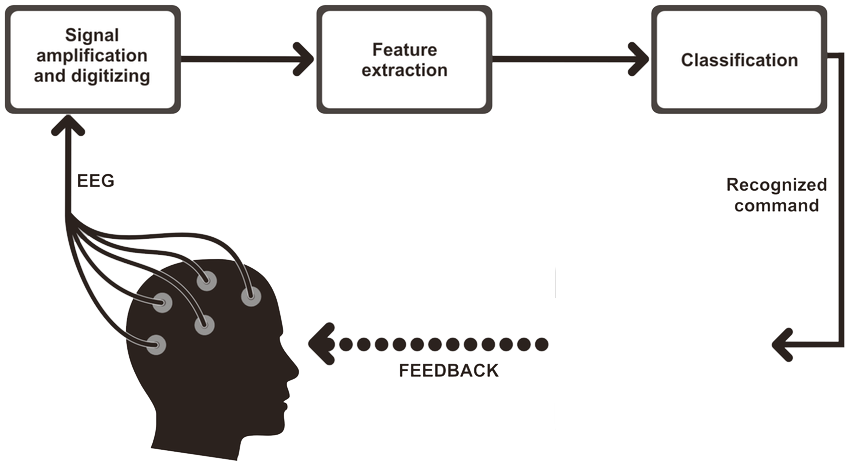 Signal
amplification
and digitizing
Feature
extraction
Classification
EEG
Recognized
command
FEEDBACK